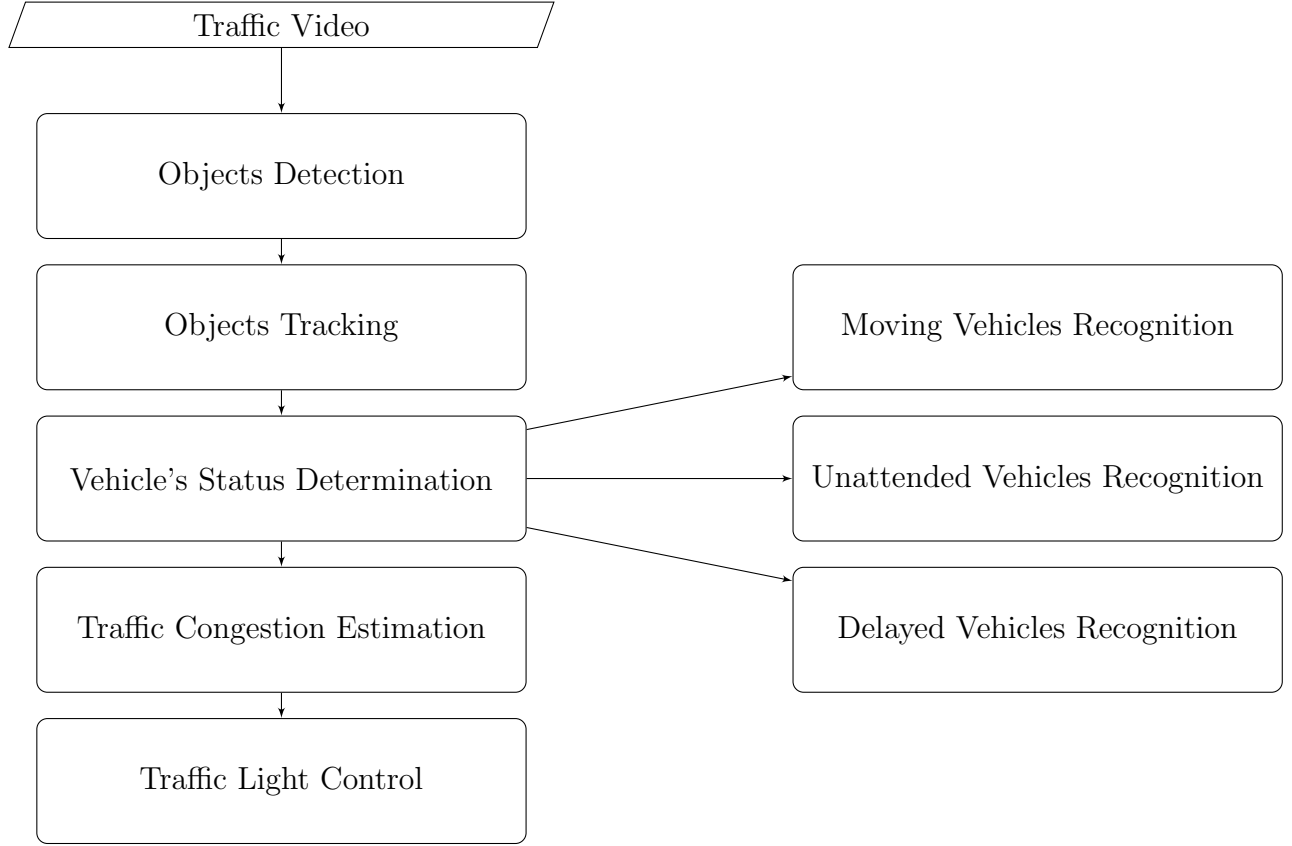 Traffic Video
Objects Detection
Objects Tracking
Moving Vehicles Recognition
Vehicle's Status Determination
Unattended Vehicles Recognition
Traffic Congestion Estimation
Delayed Vehicles Recognition
Traffic Light Control